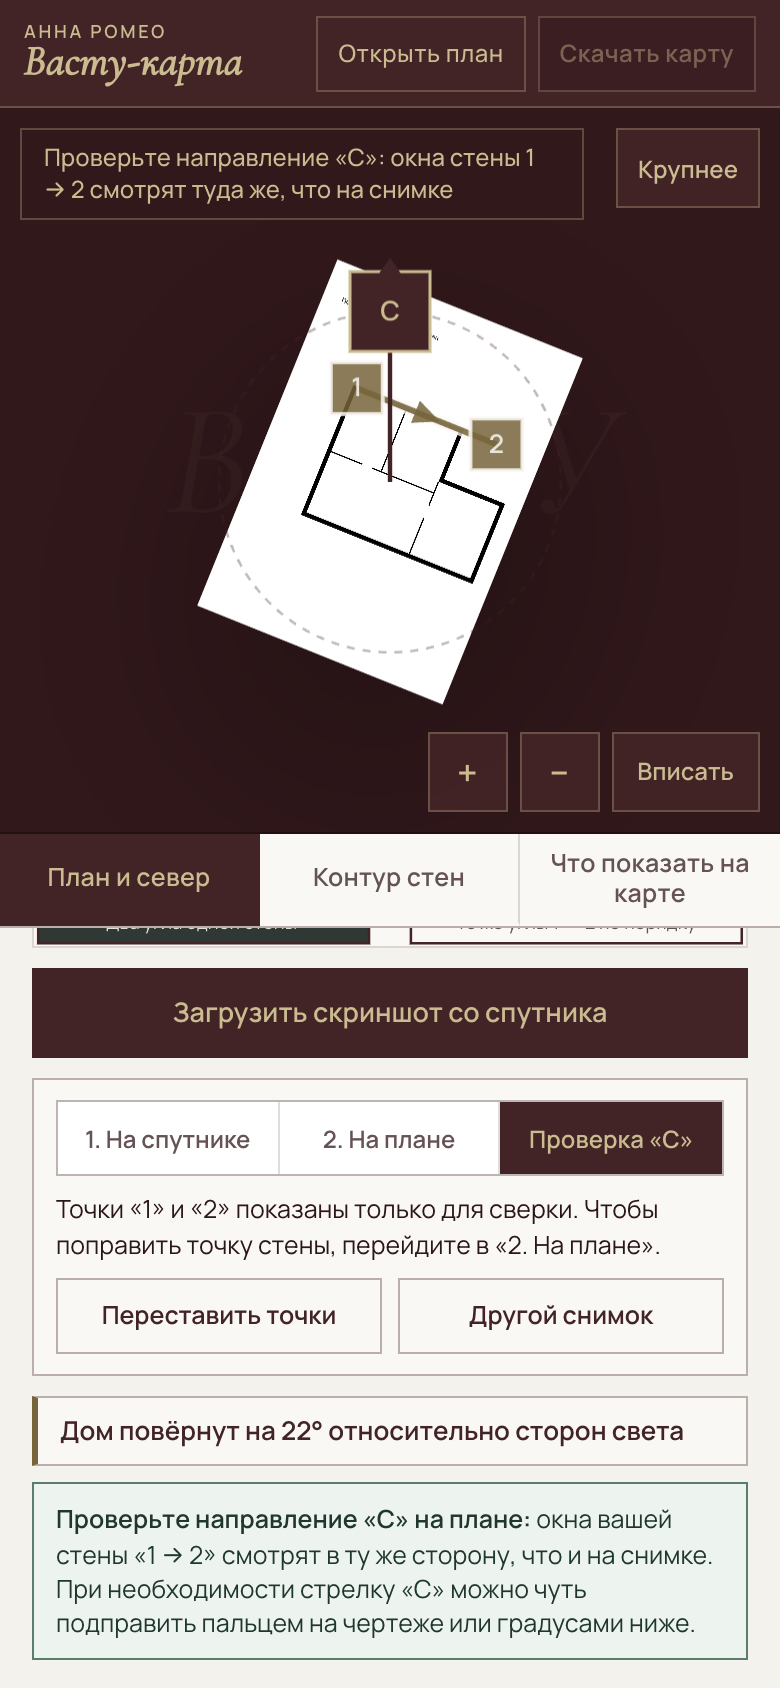 АННА РОМЕО
Васту-карта
Открыть план
Скачать карту
Проверьте направление «С»: окна стены 1
→ 2 смотрят туда же, что на снимке
Крупнее
С
1
2
+
−
Вписать
План и север
Контур стен
Что показать на
карте
Загрузить скриншот со спутника
1. На спутнике
2. На плане
Проверка «С»
Точки «1» и «2» показаны только для сверки. Чтобы
поправить точку стены, перейдите в «2. На плане».
Переставить точки
Другой снимок
Дом повёрнут на 22° относительно сторон света
Проверьте направление «С» на плане: окна вашей
стены «1 → 2» смотрят в ту же сторону, что и на снимке.
При необходимости стрелку «С» можно чуть
подправить пальцем на чертеже или градусами ниже.